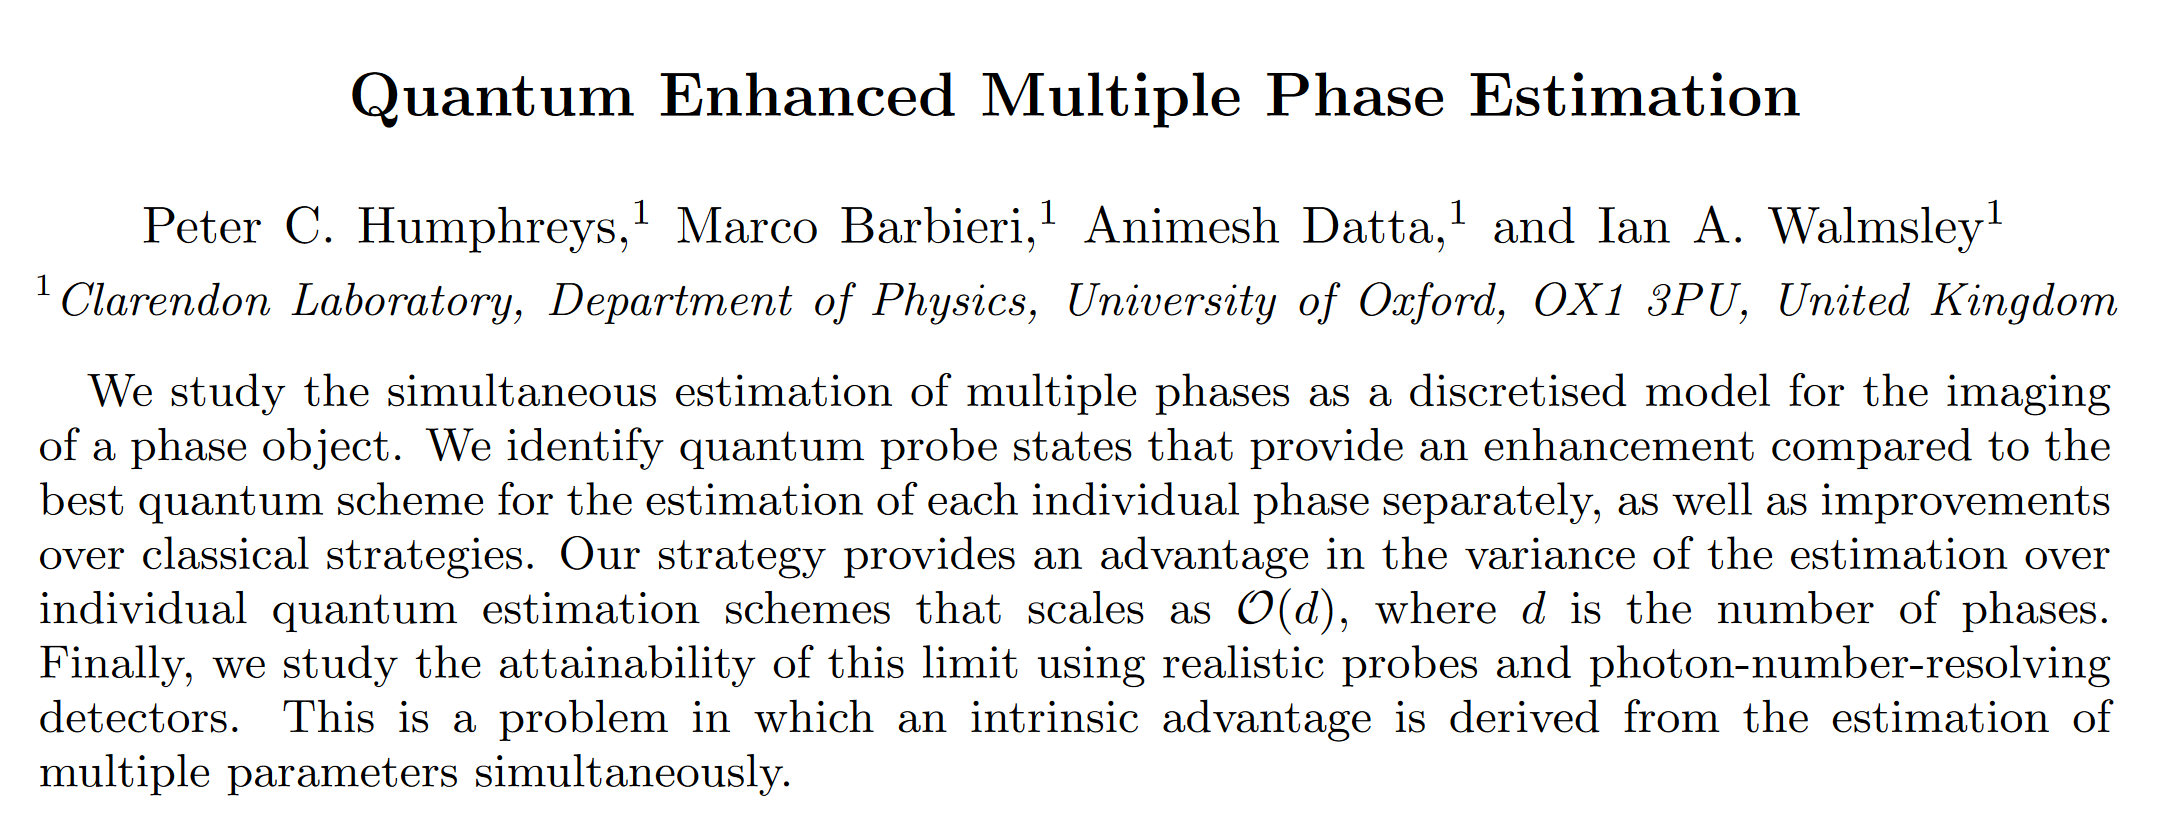 Quantum Enhanced Multiple Phase Estimation
Peter C. Humphreys,¹ Marco Barbieri,¹ Animesh Datta,¹ and Ian A. Walmsley¹
¹Clarendon Laboratory, Department of Physics, University of Oxford, OX1 3PU, United Kingdom
We study the simultaneous estimation of multiple phases as a discretised model for the imaging
of a phase object. We identify quantum probe states that provide an enhancement compared to the
best quantum scheme for the estimation of each individual phase separately, as well as improvements
over classical strategies. Our strategy provides an advantage in the variance of the estimation over
individual quantum estimation schemes that scales as 𝒪(d), where d is the number of phases.
Finally, we study the attainability of this limit using realistic probes and photon-number-resolving
detectors. This is a problem in which an intrinsic advantage is derived from the estimation of
multiple parameters simultaneously.